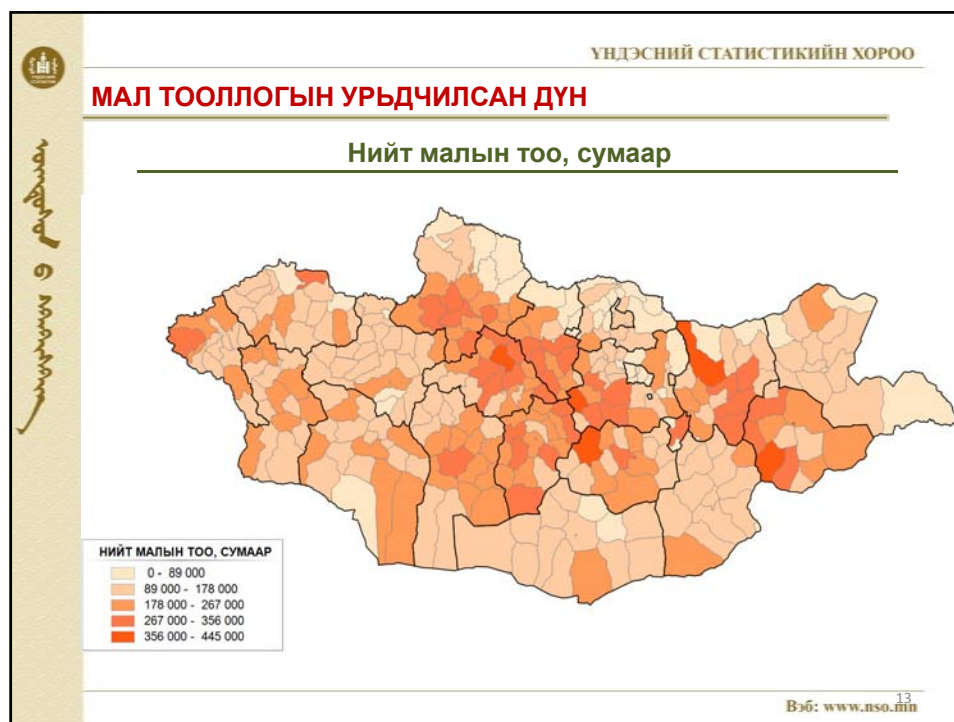 ҮНДЭСНИЙ СТАТИСТИКИЙН ХОРОО
МАЛ ТООЛЛОГЫН УРЬДЧИЛСАН ДҮН
Нийт малын тоо, сумаар
НИЙТ МАЛЫН ТОО, СУМААР
0 - 89 000
89 000 - 178 000
178 000 - 267 000
267 000 - 356 000
356 000 - 445 000
13
Вэб: www.nso.mn